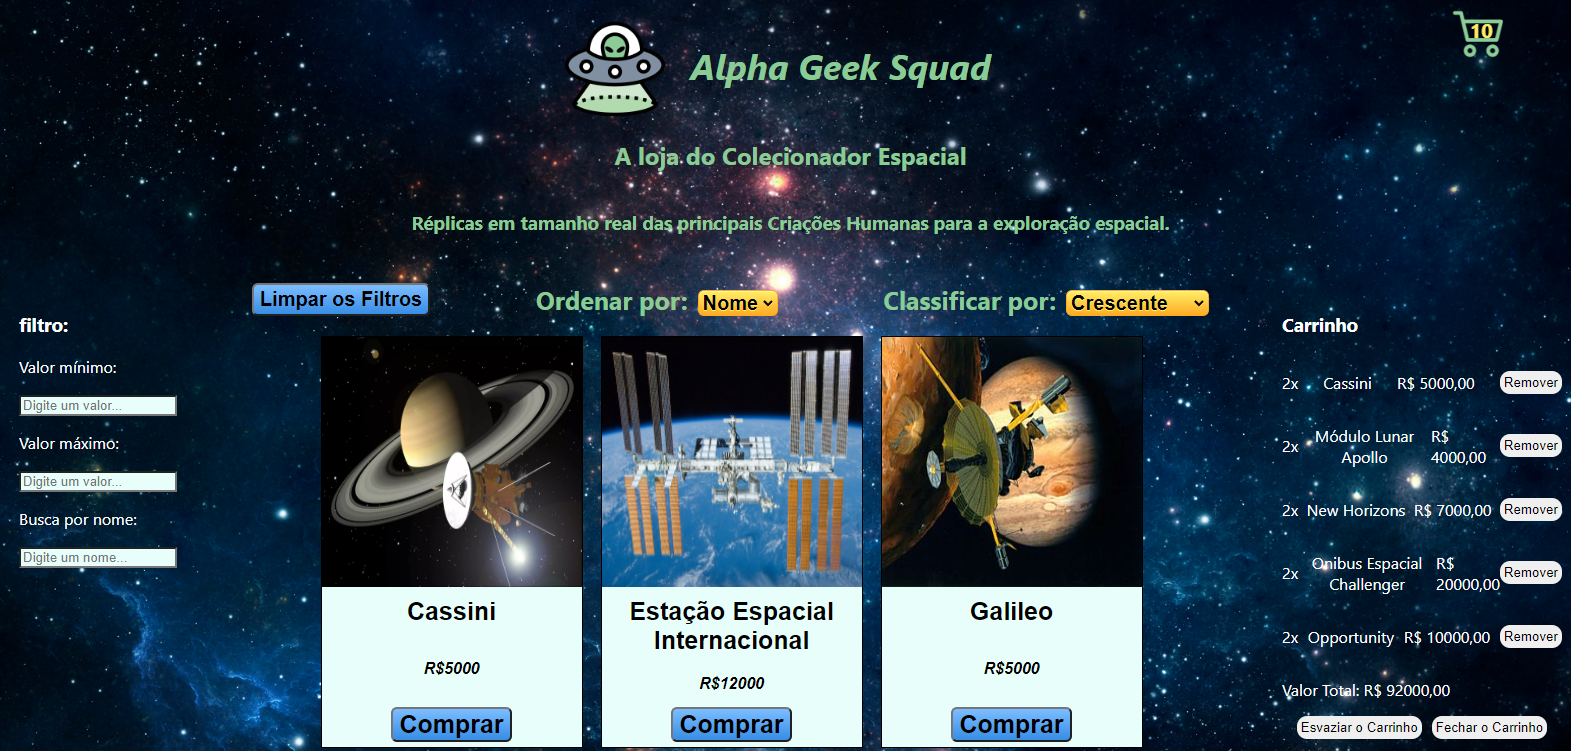 10
Alpha Geek Squad
A loja do Colecionador Espacial
Réplicas em tamanho real das principais Criações Humanas para a exploração espacial.
Limpar os Filtros
Ordenar por: Nome
Classificar por: Crescente
filtro:
Valor mínimo:
Digite um valor...
Valor máximo:
Digite um valor...
Busca por nome:
Digite um nome...
Cassini
R$5000
Comprar
Estação Espacial
Internacional
R$12000
Comprar
Galileo
R$5000
Comprar
Carrinho
2x Cassini R$ 5000,00 Remover
2x Módulo Lunar Apollo R$ 4000,00 Remover
2x New Horizons R$ 7000,00 Remover
2x Onibus Espacial Challenger R$ 20000,00 Remover
2x Opportunity R$ 10000,00 Remover
Valor Total: R$ 92000,00
Esvaziar o Carrinho Fechar o Carrinho